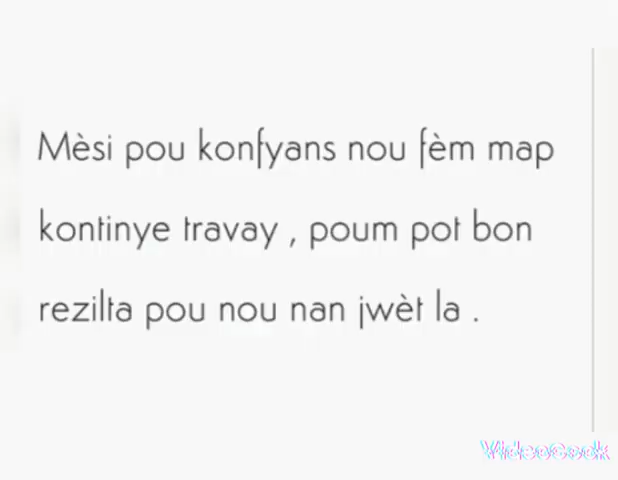 Mèsi pou konfyans nou fèm map
kontinye travay , poum pot bon
rezilta pou nou nan jwèt la .
VideoCook